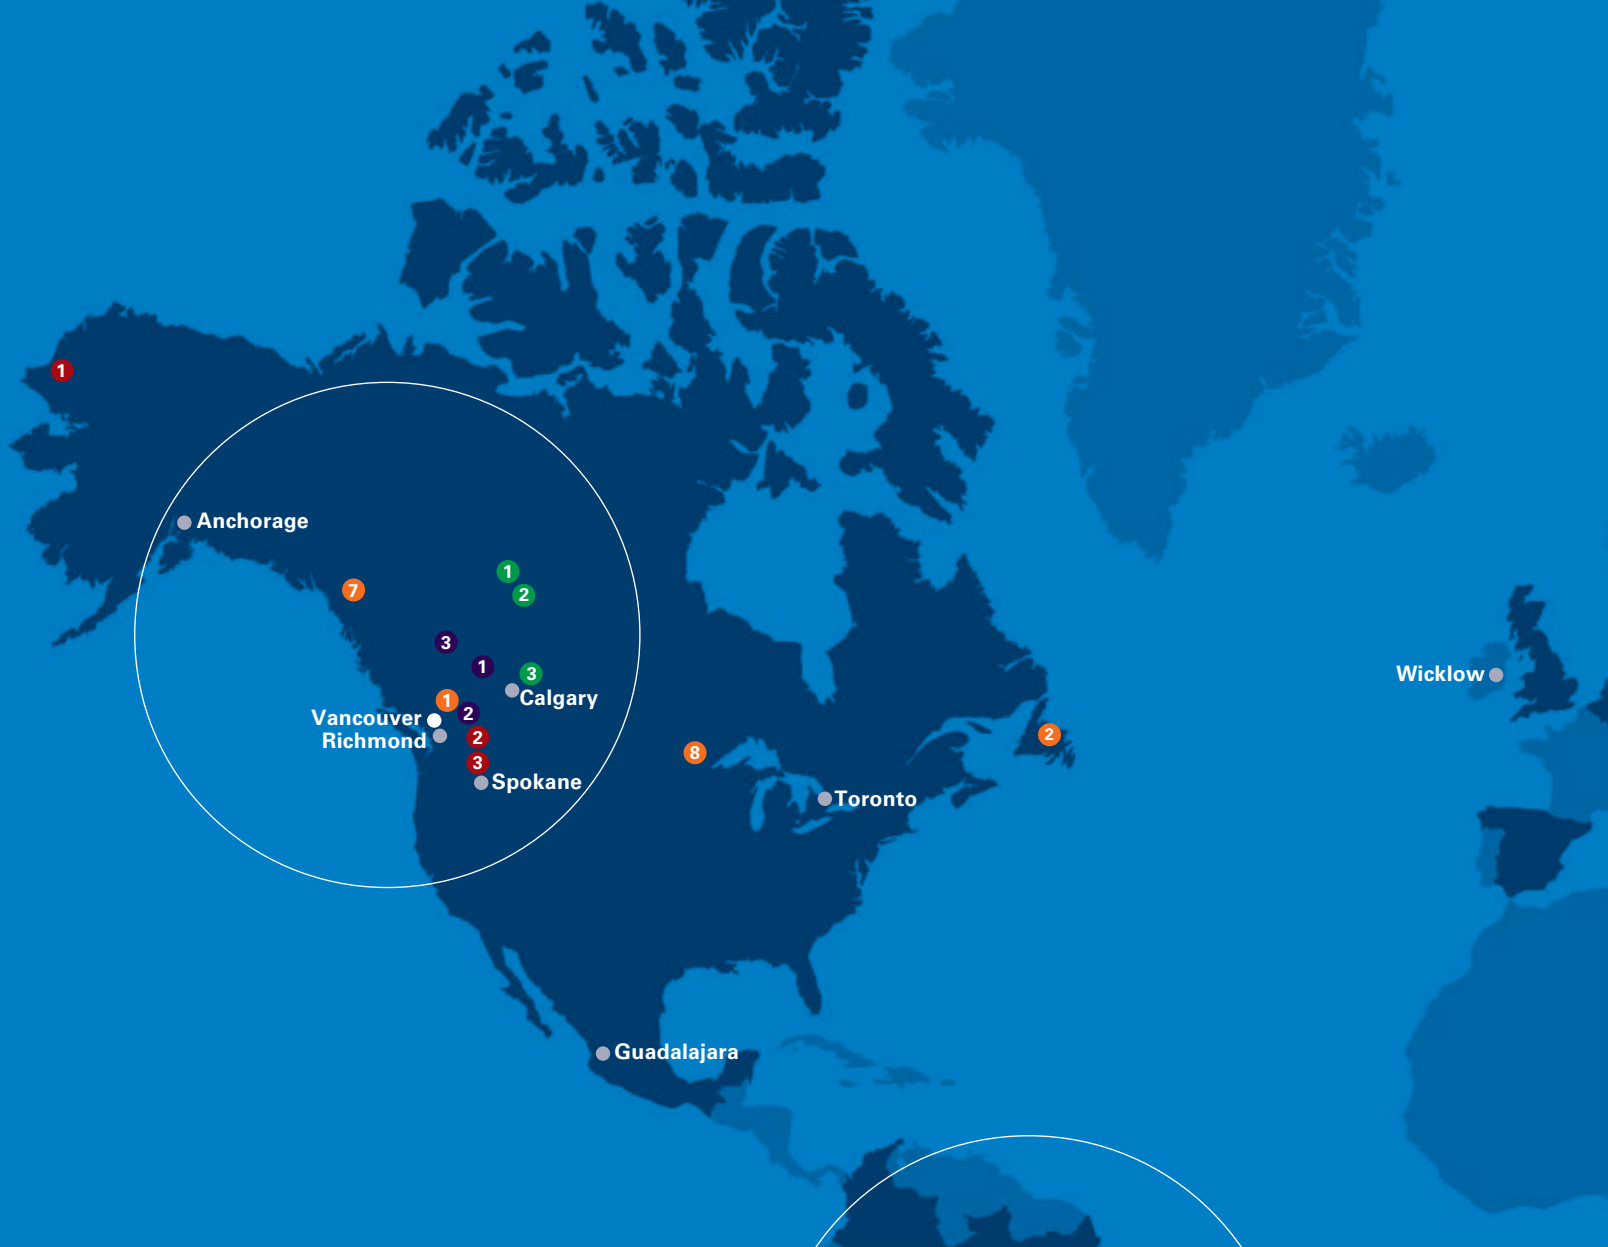 1
Anchorage
1
7
2
3
1
3
Wicklow
Calgary
1
2
Vancouver
2
2
Richmond
8
3
Spokane
Toronto
Guadalajara